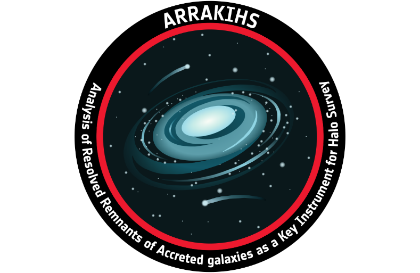 ARRAKIHS
Analysis of Resolved Remnants of Accreted galaxies as a Key Instrument for Halo Survey